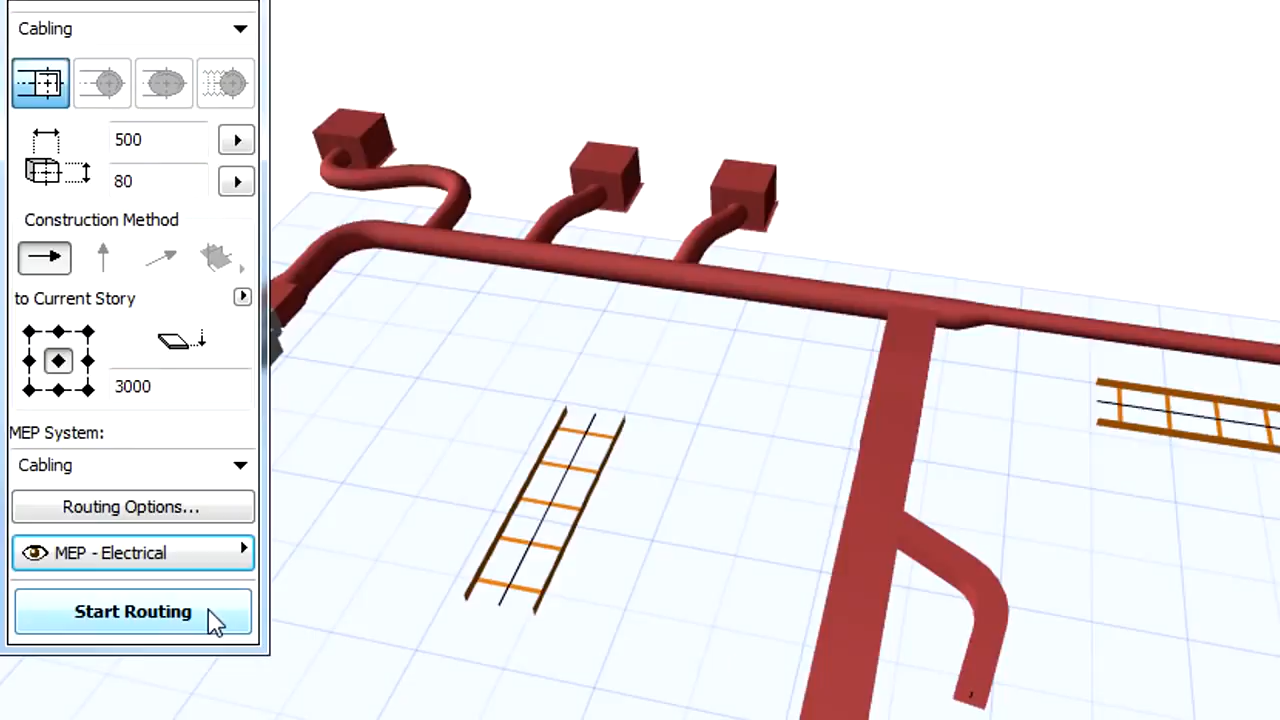 Cabling
500
80
Construction Method
to Current Story
3000
MEP System:
Cabling
Routing Options...
MEP - Electrical
Start Routing